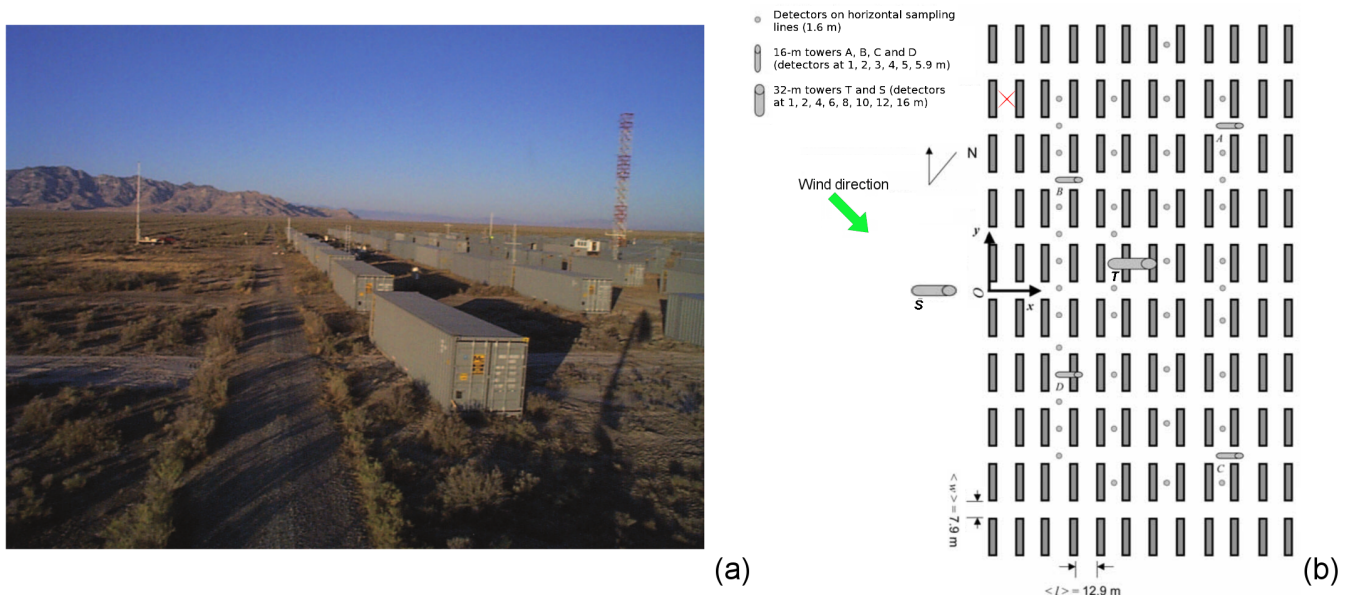 Detectors on horizontal sampling
lines (1.6 m)
16-m towers A, B, C and D
(detectors at 1, 2, 3, 4, 5, 5.9 m)
32-m towers T and S (detectors
at 1, 2, 4, 6, 8, 10, 12, 16 m)
N
Wind direction
A
B
y
T
O
x
S
D
C
<w> = 7.9 m
<l> = 12.9 m
(a)
(b)